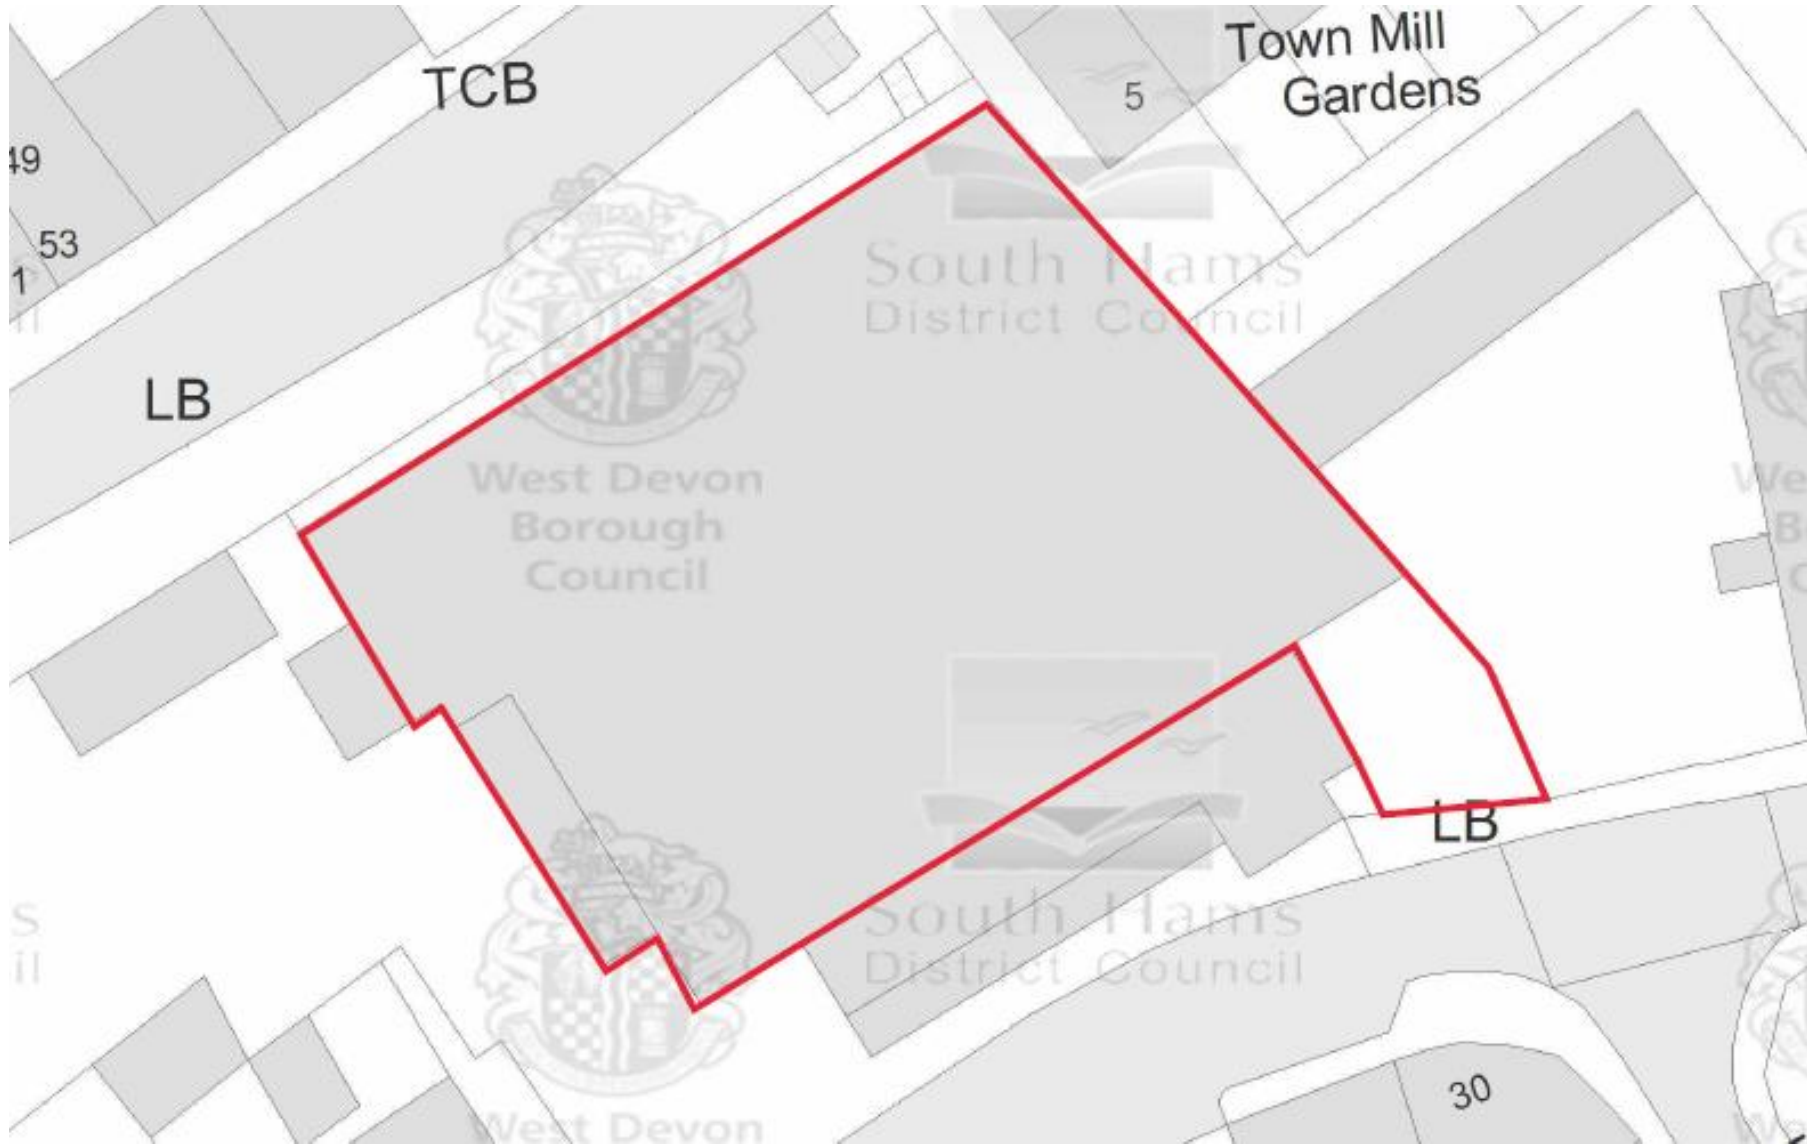 Town Mill
Gardens
TCB
5
49
53
1
South Hams
District Council
LB
West Devon
Borough
Council
LB
South Hams
District Council
30
West Devon